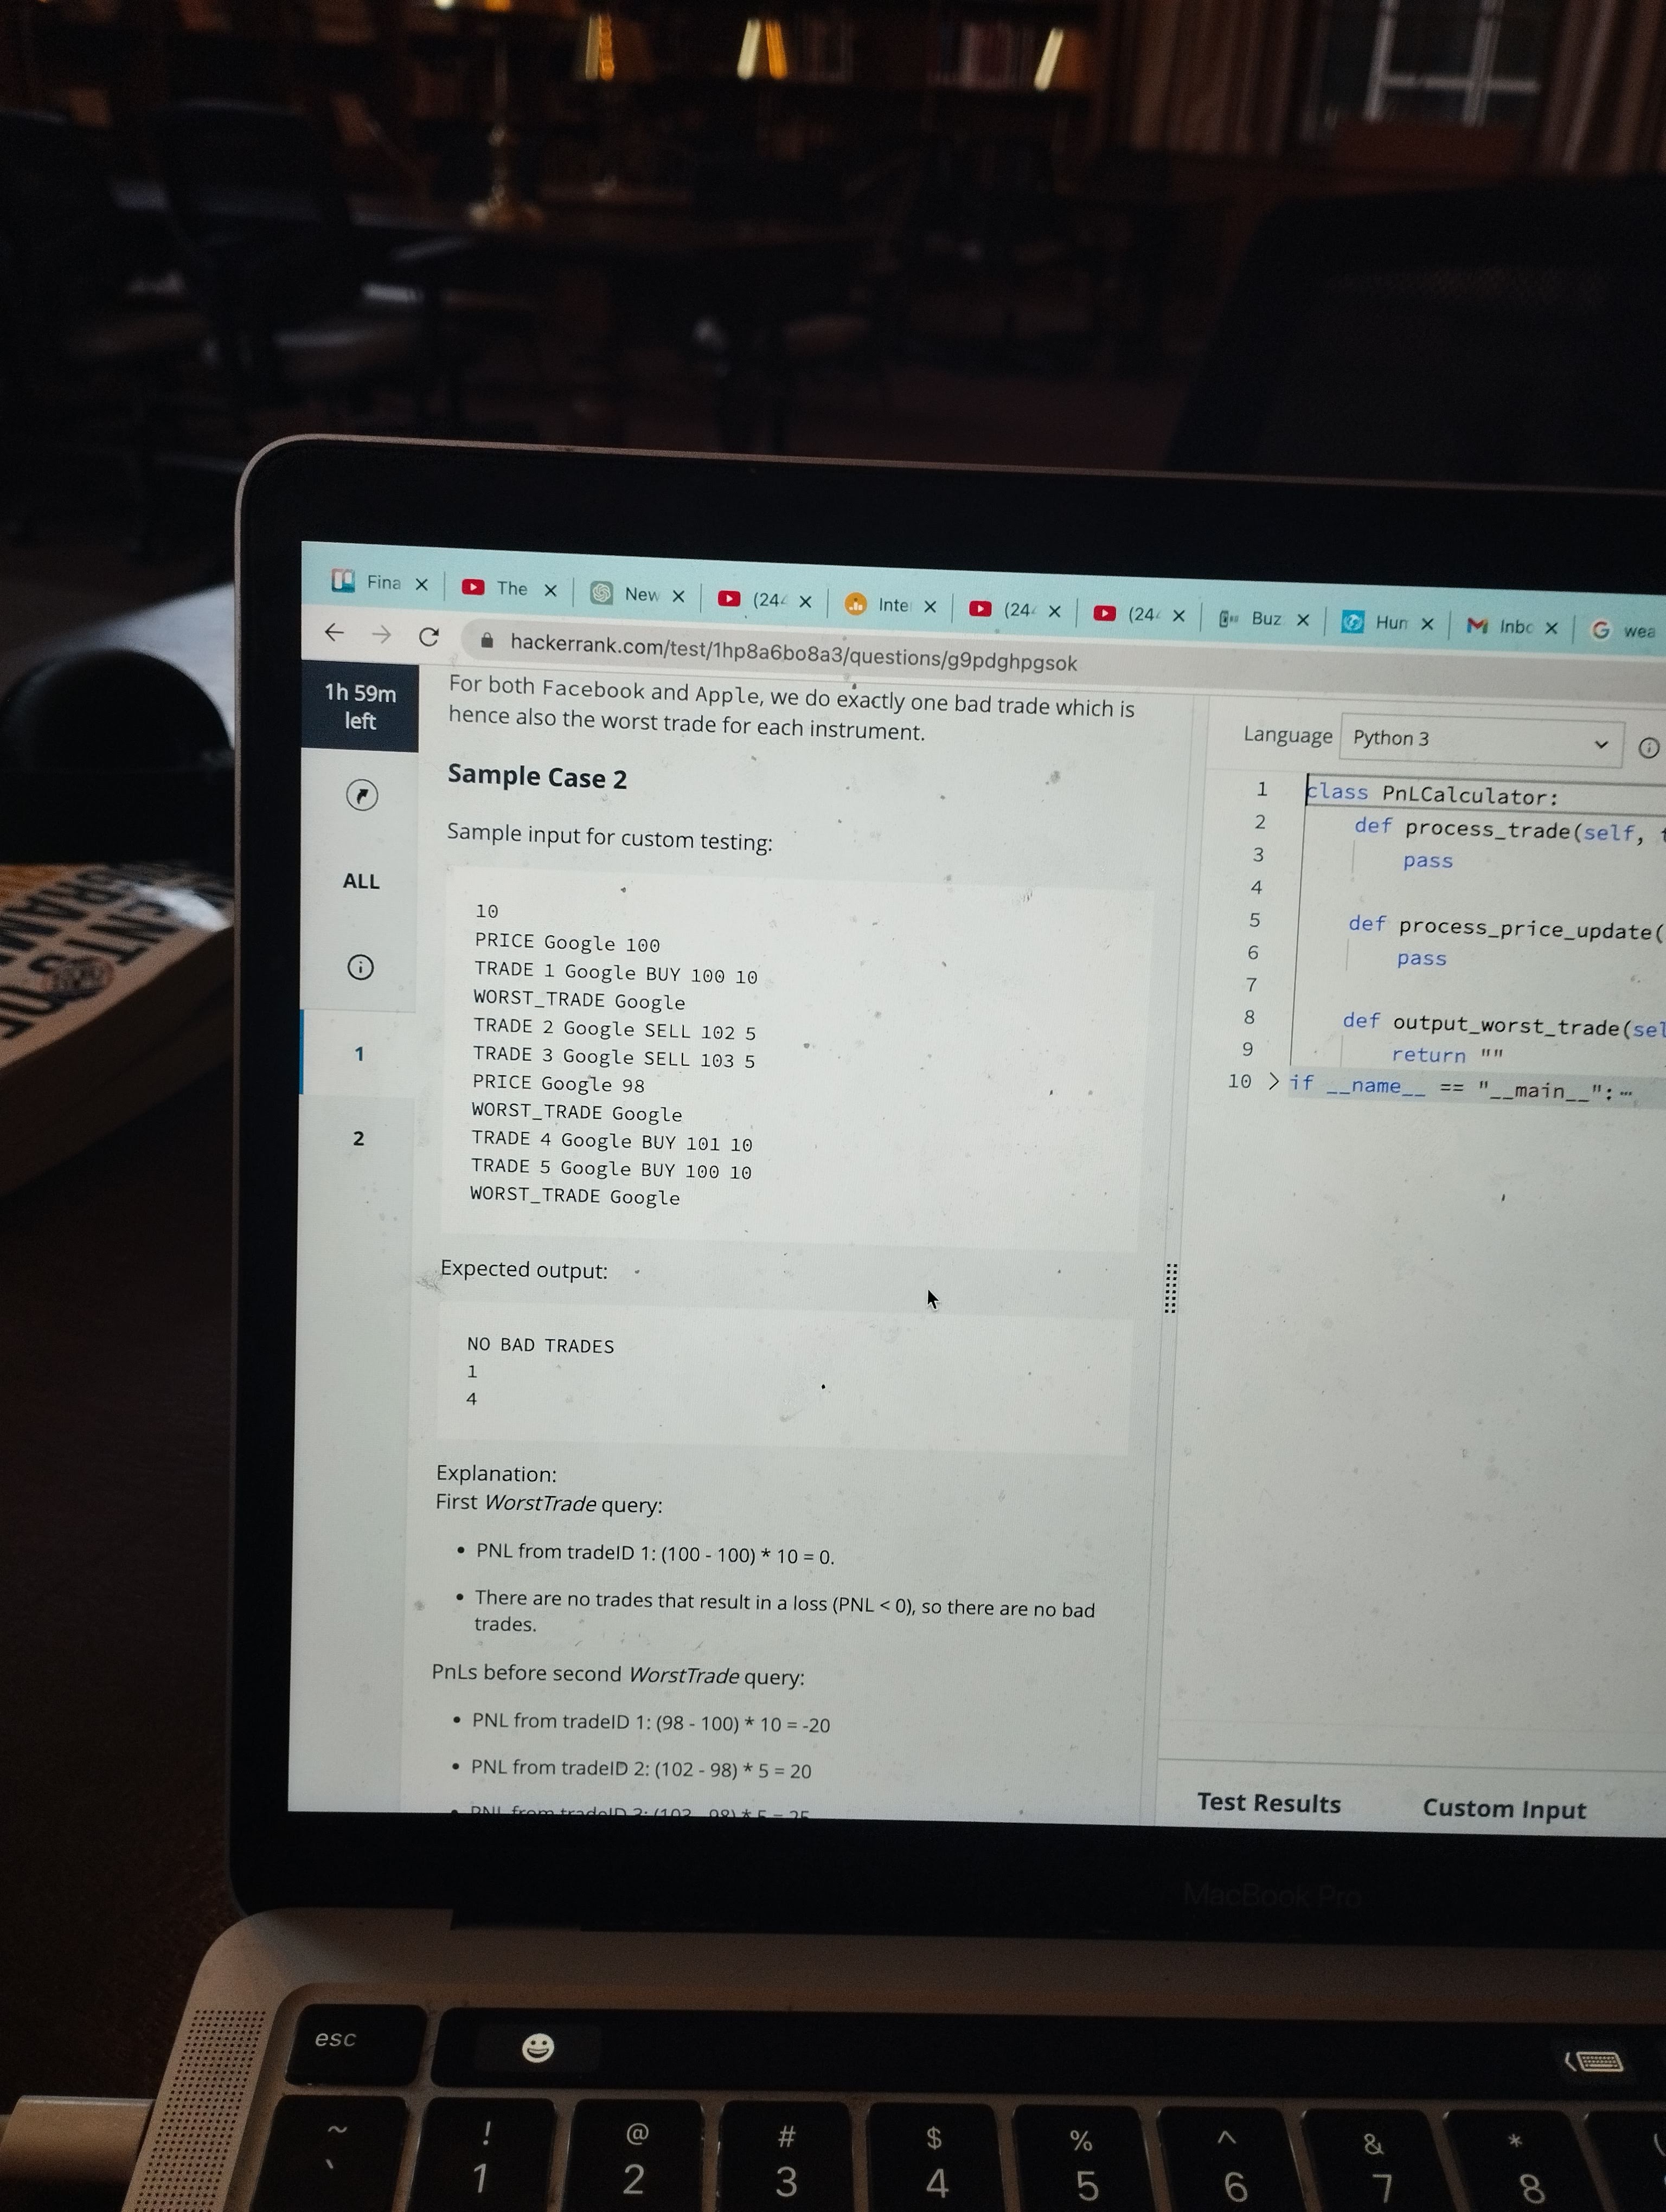 Fina
The
New
(24
Inte
(24
(24
Buz
Hun
Inbo
wea
hackerrank.com/test/1hp8a6bo8a3/questions/g9pdghpgsok
1h 59m
left
ALL
1
2
For both Facebook and Apple, we do exactly one bad trade which is
hence also the worst trade for each instrument.
Sample Case 2
Sample input for custom testing:
10
PRICE Google 100
TRADE 1 Google BUY 100 10
WORST_TRADE Google
TRADE 2 Google SELL 102 5
TRADE 3 Google SELL 103 5
PRICE Google 98
WORST_TRADE Google
TRADE 4 Google BUY 101 10
TRADE 5 Google BUY 100 10
WORST_TRADE Google
Expected output:
NO BAD TRADES
1
4
Explanation:
First WorstTrade query:
• PNL from tradeID 1: (100 - 100) * 10 = 0.
• There are no trades that result in a loss (PNL < 0), so there are no bad
trades.
PnLs before second WorstTrade query:
• PNL from tradeID 1: (98 - 100) * 10 = -20
• PNL from tradeID 2: (102 - 98) * 5 = 20
• PNL from tradeID 3: (103 - 98) * 5 = 25
Language
Python 3
1 class PnLCalculator:
2 def process_trade(self, t
3 pass
4
5 def process_price_update(
6 pass
7
8 def output_worst_trade(sel
9 return ""
10 if __name__ == "__main__":…
Test Results
Custom Input
MacBook Pro
esc
~
`
!
1
@
2
#
3
$
4
%
5
^
6
&
7
*
8
(